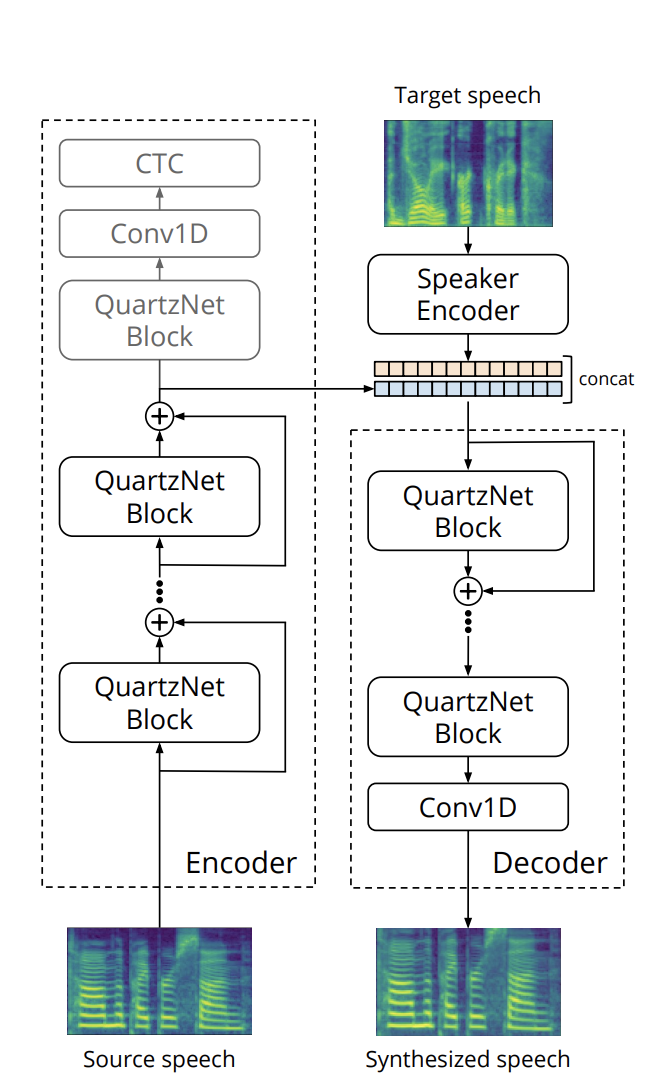 Target speech
CTC
Conv1D
QuartzNet
Block
Speaker
Encoder
concat
QuartzNet
Block
QuartzNet
Block
QuartzNet
Block
QuartzNet
Block
Conv1D
Encoder
Decoder
Source speech
Synthesized speech